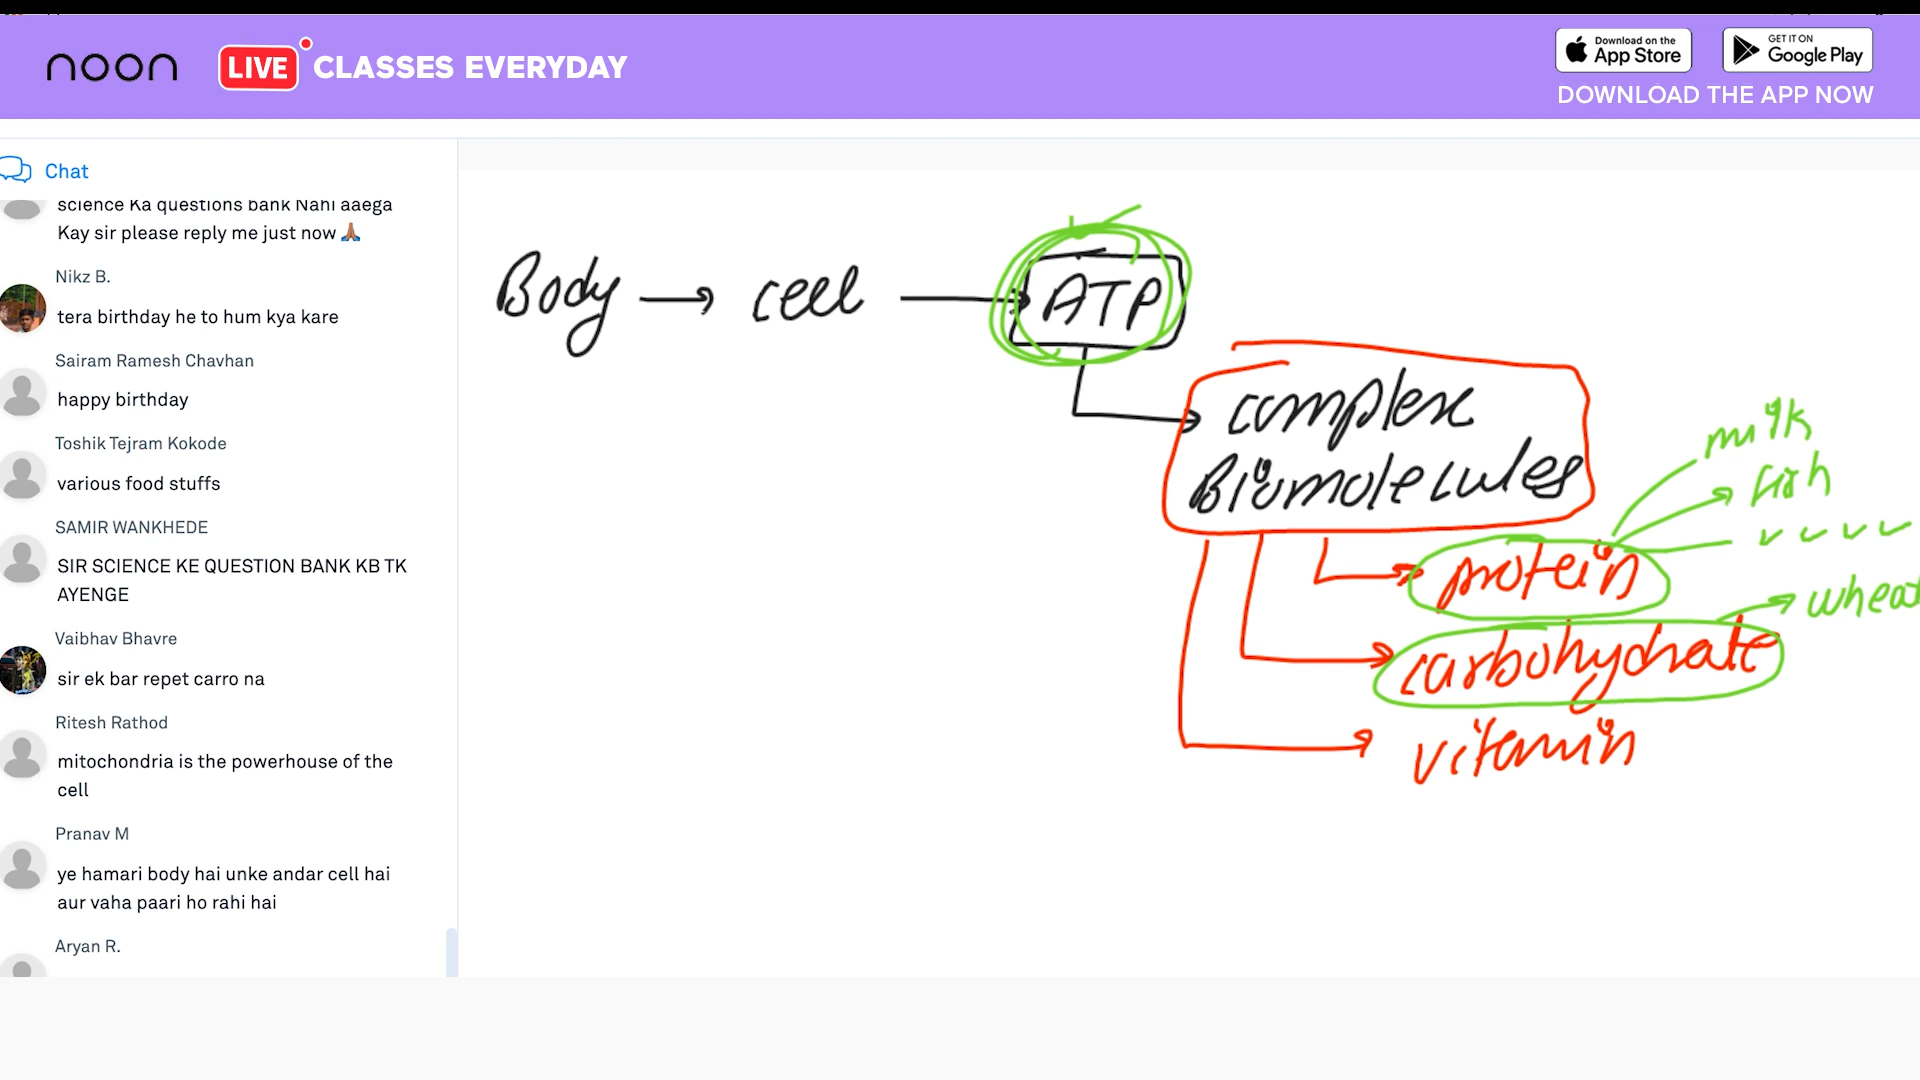 noon LIVE CLASSES EVERYDAY
Download on the
App Store
GET IT ON
Google Play
DOWNLOAD THE APP NOW
Chat
science Ka questions bank Nahi aaega
Kay sir please reply me just now 🙏🏽
Nikz B.
tera birthday he to hum kya kare
Sairam Ramesh Chavhan
happy birthday
Toshik Tejram Kokode
various food stuffs
SAMIR WANKHEDE
SIR SCIENCE KE QUESTION BANK KB TK
AYENGE
Vaibhav Bhavre
sir ek bar repet carro na
Ritesh Rathod
mitochondria is the powerhouse of the
cell
Pranav M
ye hamari body hai unke andar cell hai
aur vaha paari ho rahi hai
Aryan R.
Body → cell → ATP
complex
Biomolecules
milk
fish
protein
wheat
carbohydrate
vitamin